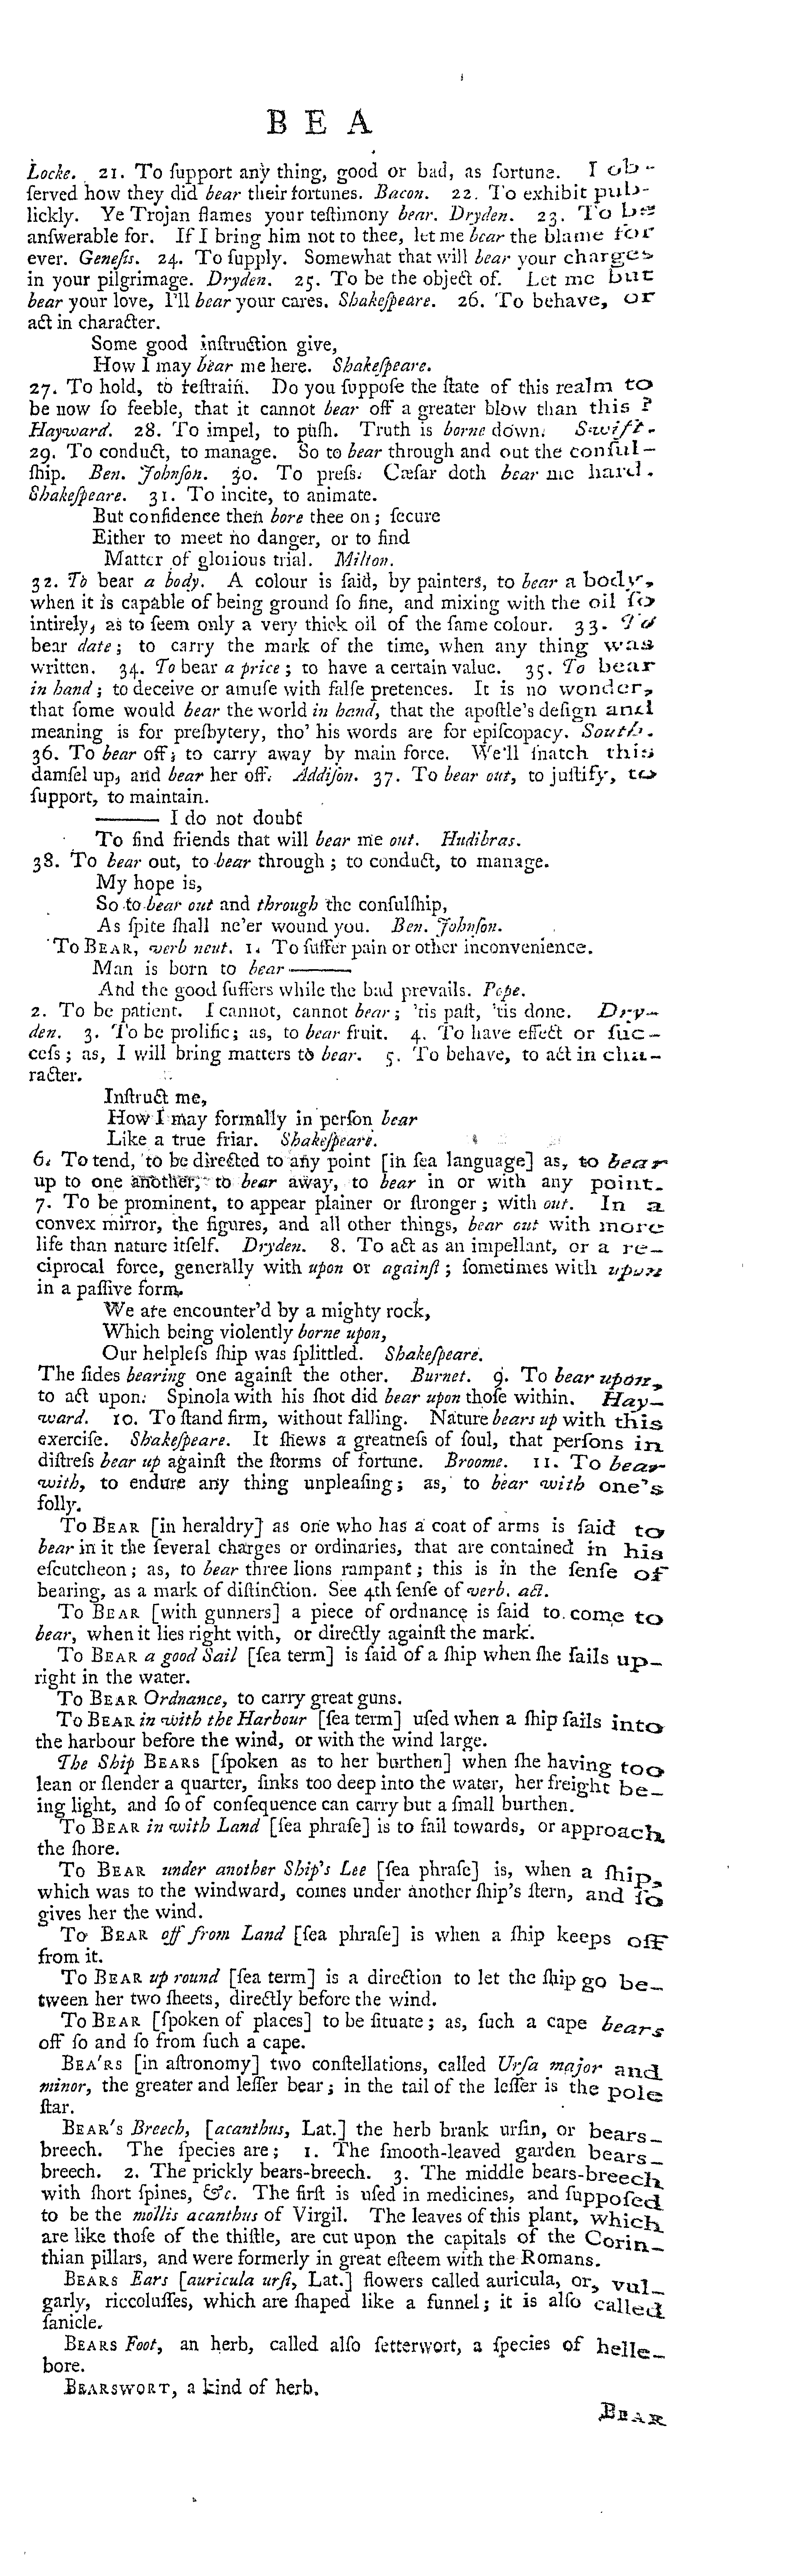 B E A
Locke. 21. To ſupport any thing, good or bad, as fortune. I ob-
ſerved how they did bear their fortunes. Bacon. 22. To exhibit pub-
lickly. Ye Trojan flames your teſtimony bear. Dryden. 23. To be
anſwerable for. If I bring him not to thee, let me bear the blame for
ever. Geneſis. 24. To ſupply. Somewhat that will bear your charges
in your pilgrimage. Dryden. 25. To be the object of. Let me but
bear your love, I'll bear your cares. Shakeſpeare. 26. To behave, or
act in character.
Some good inſtruction give,
How I may bear me here. Shakeſpeare.
27. To hold, to reſtrain. Do you ſuppoſe the ſtate of this realm to
be now ſo feeble, that it cannot bear off a greater blow than this?
Hayward. 28. To impel, to puſh. Truth is borne down. Swift.
29. To conduct, to manage. So to bear through and out the conſul-
ſhip. Ben. Johnſon. 30. To preſs. Cæſar doth bear me hard.
Shakeſpeare. 31. To incite, to animate.
But confidence then bore thee on; ſecure
Either to meet no danger, or to find
Matter of glorious trial. Milton.
32. To bear a body. A colour is ſaid, by painters, to bear a body,
when it is capable of being ground ſo fine, and mixing with the oil ſo
intirely, as to ſeem only a very thick oil of the ſame colour. 33. To
bear date; to carry the mark of the time, when any thing was
written. 34. To bear a price; to have a certain value. 35. To bear
in hand; to deceive or amuſe with falſe pretences. It is no wonder,
that ſome would bear the world in hand, that the apoſtle's deſign and
meaning is for preſbytery, tho' his words are for epiſcopacy. South.
36. To bear off; to carry away by main force. We'll ſnatch this
damſel up, and bear her off. Addiſon. 37. To bear out, to juſtify, to
ſupport, to maintain.
——— I do not doubt
To find friends that will bear me out. Hudibras.
38. To bear out, to bear through; to conduct, to manage.
My hope is,
So to bear out and through the conſulſhip,
As ſpite ſhall ne'er wound you. Ben. Johnſon.
To BEAR, verb neut. 1. To ſuffer pain or other inconvenience.
Man is born to bear ———
And the good ſuffers while the bad prevails. Pope.
2. To be patient. I cannot, cannot bear; 'tis paſt, 'tis done. Dry-
den. 3. To be prolific; as, to bear fruit. 4. To have effect or ſuc-
ceſs; as, I will bring matters to bear. 5. To behave, to act in cha-
racter.
Inſtruct me,
How I may formally in perſon bear
Like a true friar. Shakeſpeare.
6. To tend, to be directed to any point [in ſea language] as, to bear
up to one another, to bear away, to bear in or with any point.
7. To be prominent, to appear plainer or ſtronger; with out. In a
convex mirror, the figures, and all other things, bear out with more
life than nature itſelf. Dryden. 8. To act as an impellant, or a re-
ciprocal force, generally with upon or againſt; ſometimes with upon
in a paſſive form.
We are encounter'd by a mighty rock,
Which being violently borne upon,
Our helpleſs ſhip was ſplitted. Shakeſpeare.
The ſides bearing one againſt the other. Burnet. 9. To bear upon,
to act upon. Spinola with his ſhot did bear upon thoſe within. Hay-
ward. 10. To ſtand firm, without falling. Nature bears up with this
exerciſe. Shakeſpeare. It ſhews a greatneſs of ſoul, that perſons in
diſtreſs bear up againſt the ſtorms of fortune. Broome. 11. To bear
with, to endure any thing unpleaſing; as, to bear with one's
folly.
To BEAR [in heraldry] as one who has a coat of arms is ſaid to
bear in it the ſeveral charges or ordinaries, that are contained in his
eſcutcheon; as, to bear three lions rampant; this is in the ſenſe of
bearing, as a mark of diſtinction. See 4th ſenſe of verb. act.
To BEAR [with gunners] a piece of ordnance is ſaid to come to
bear, when it lies right with, or directly againſt the mark.
To BEAR a good Sail [ſea term] is ſaid of a ſhip when ſhe ſails up-
right in the water.
To BEAR Ordnance, to carry great guns.
To BEAR in with the Harbour [ſea term] uſed when a ſhip ſails into
the harbour before the wind, or with the wind large.
The Ship BEARS [ſpoken as to her burthen] when ſhe having too
lean or ſlender a quarter, ſinks too deep into the water, her freight be-
ing light, and ſo of conſequence can carry but a ſmall burthen.
To BEAR in with Land [ſea phraſe] is to ſail towards, or approach
the ſhore.
To BEAR under another Ship's Lee [ſea phraſe] is, when a ſhip,
which was to the windward, comes under another ſhip's ſtern, and ſo
gives her the wind.
To BEAR off from Land [ſea phraſe] is when a ſhip keeps off
from it.
To BEAR up round [ſea term] is a direction to let the ſhip go be-
tween her two ſheets, directly before the wind.
To BEAR [ſpoken of places] to be ſituate; as, ſuch a cape bears
off ſo and ſo from ſuch a cape.
BEA'RS [in aſtronomy] two conſtellations, called Urſa major and
minor, the greater and leſſer bear; in the tail of the leſſer is the pole
ſtar.
BEAR'S Breech, [acanthus, Lat.] the herb brank urſin, or bears-
breech. The ſpecies are; 1. The ſmooth-leaved garden bears-
breech. 2. The prickly bears-breech. 3. The middle bears-breech
with ſhort ſpines, &c. The firſt is uſed in medicines, and ſuppoſed
to be the mollis acanthus of Virgil. The leaves of this plant, which
are like thoſe of the thiſtle, are cut upon the capitals of the Corin-
thian pillars, and were formerly in great eſteem with the Romans.
BEARS Ears [auricula urſi, Lat.] flowers called auricula, or, vul-
garly, riccoluſſes, which are ſhaped like a funnel; it is alſo called
ſanicle.
BEARS Foot, an herb, called alſo ſetterwort, a ſpecies of helle-
bore.
BEARSWORT, a kind of herb.
BEAR